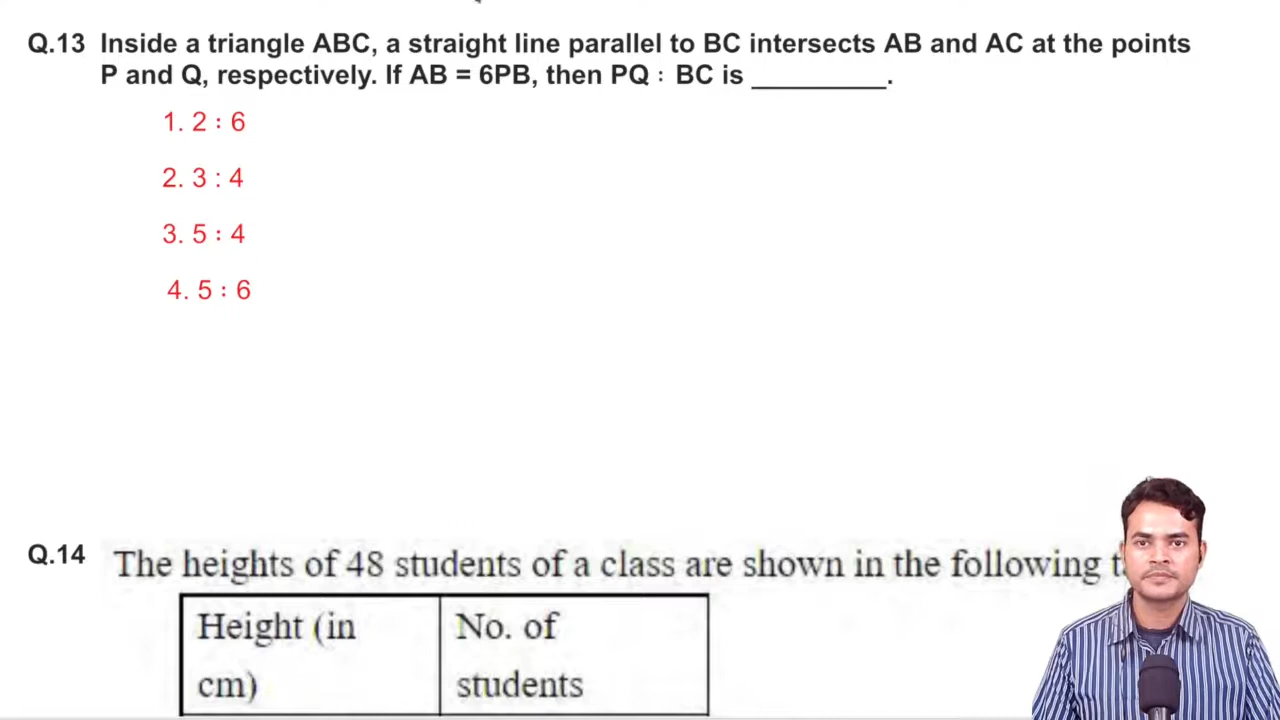 Q.13 Inside a triangle ABC, a straight line parallel to BC intersects AB and AC at the points
P and Q, respectively. If AB = 6PB, then PQ : BC is _________.
1. 2 : 6
2. 3 : 4
3. 5 : 4
4. 5 : 6
Q.14 The heights of 48 students of a class are shown in the following
Height (in No. of
cm) students